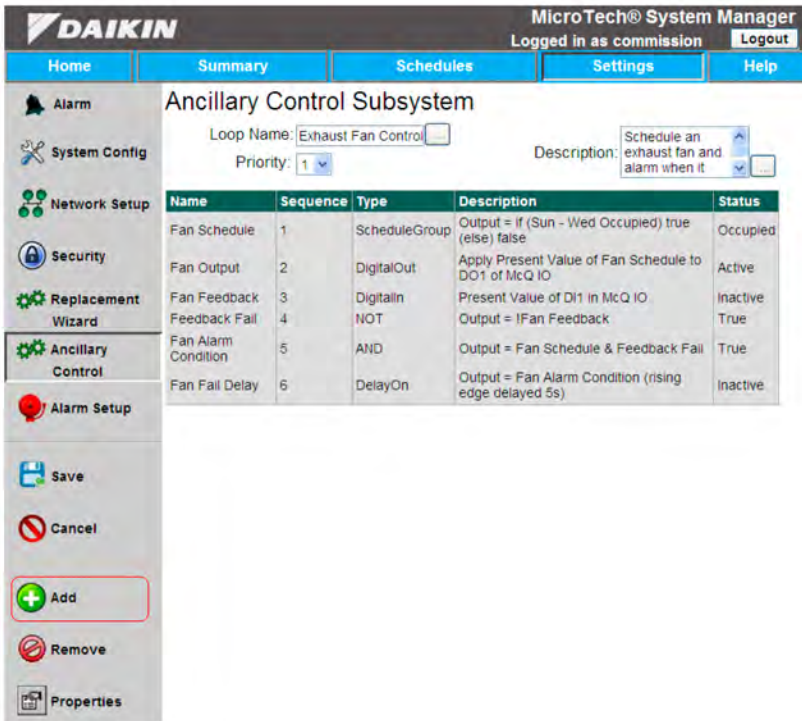 DAIKIN
MicroTech® System Manager
Logged in as commission Logout
Home Summary Schedules Settings Help
Alarm
System Config
Network Setup
Security
Replacement
Wizard
Ancillary
Control
Alarm Setup
Save
Cancel
Add
Remove
Properties
Ancillary Control Subsystem
Loop Name: Exhaust Fan Control ...
Priority: 1
Description: Schedule an
exhaust fan and
alarm when it ...
Name Sequence Type Description Status
Fan Schedule 1 ScheduleGroup Output = if (Sun - Wed Occupied) true
(else) false Occupied
Fan Output 2 DigitalOut Apply Present Value of Fan Schedule to
DO1 of McQ IO Active
Fan Feedback 3 DigitalIn Present Value of DI1 in McQ IO Inactive
Feedback Fail 4 NOT Output = !Fan Feedback True
Fan Alarm
Condition 5 AND Output = Fan Schedule & Feedback Fail True
Fan Fail Delay 6 DelayOn Output = Fan Alarm Condition (rising
edge delayed 5s) Inactive